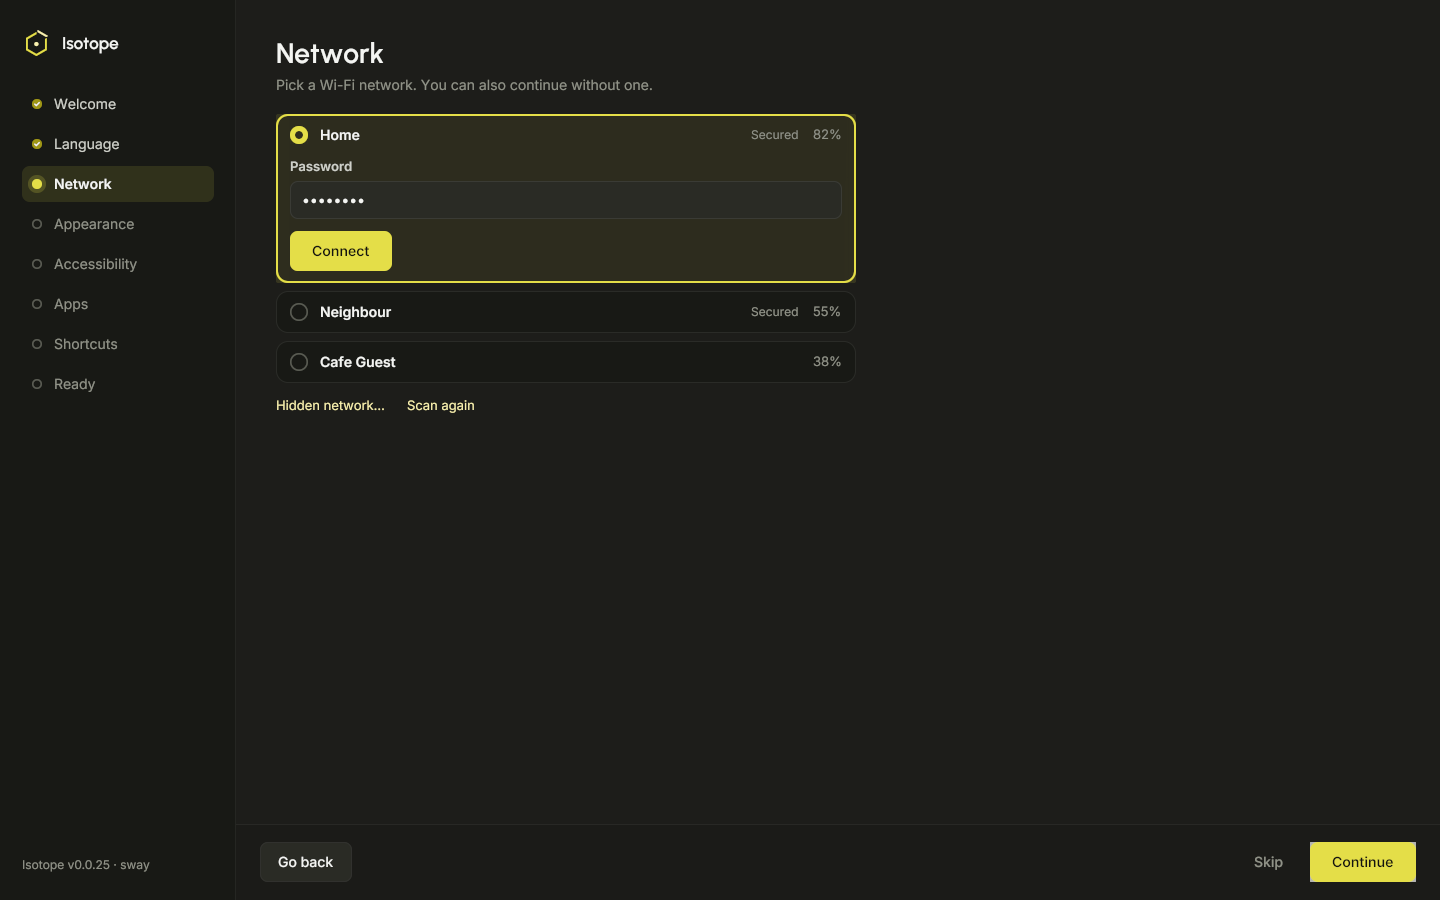 Isotope
Welcome
Language
Network
Appearance
Accessibility
Apps
Shortcuts
Ready
Isotope v0.0.25 · sway
Network
Pick a Wi-Fi network. You can also continue without one.
Home Secured 82%
Password
••••••••
Connect
Neighbour Secured 55%
Cafe Guest 38%
Hidden network... Scan again
Go back Skip Continue